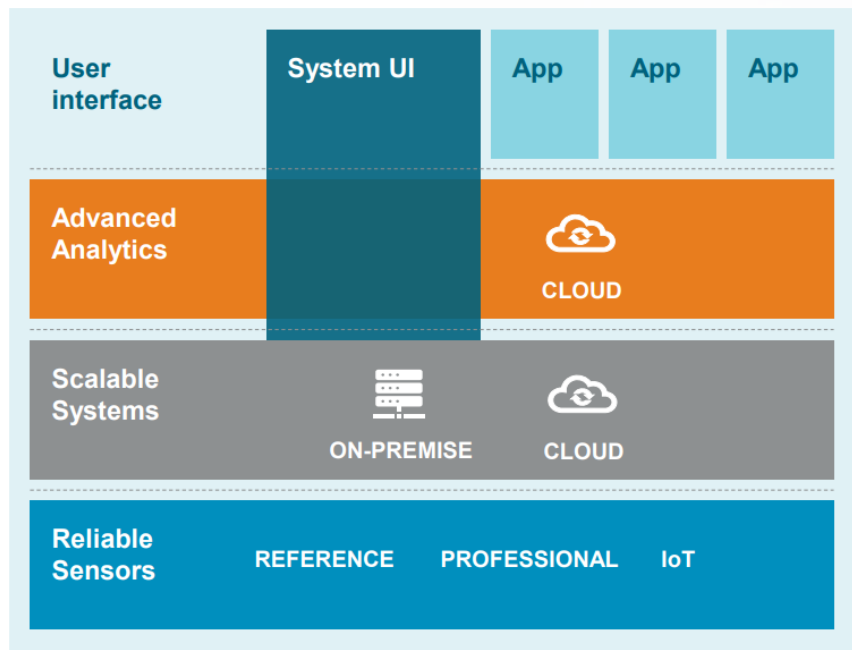 User
interface
System UI
App
App
App
Advanced
Analytics
CLOUD
Scalable
Systems
ON-PREMISE
CLOUD
Reliable
Sensors
REFERENCE
PROFESSIONAL
IoT